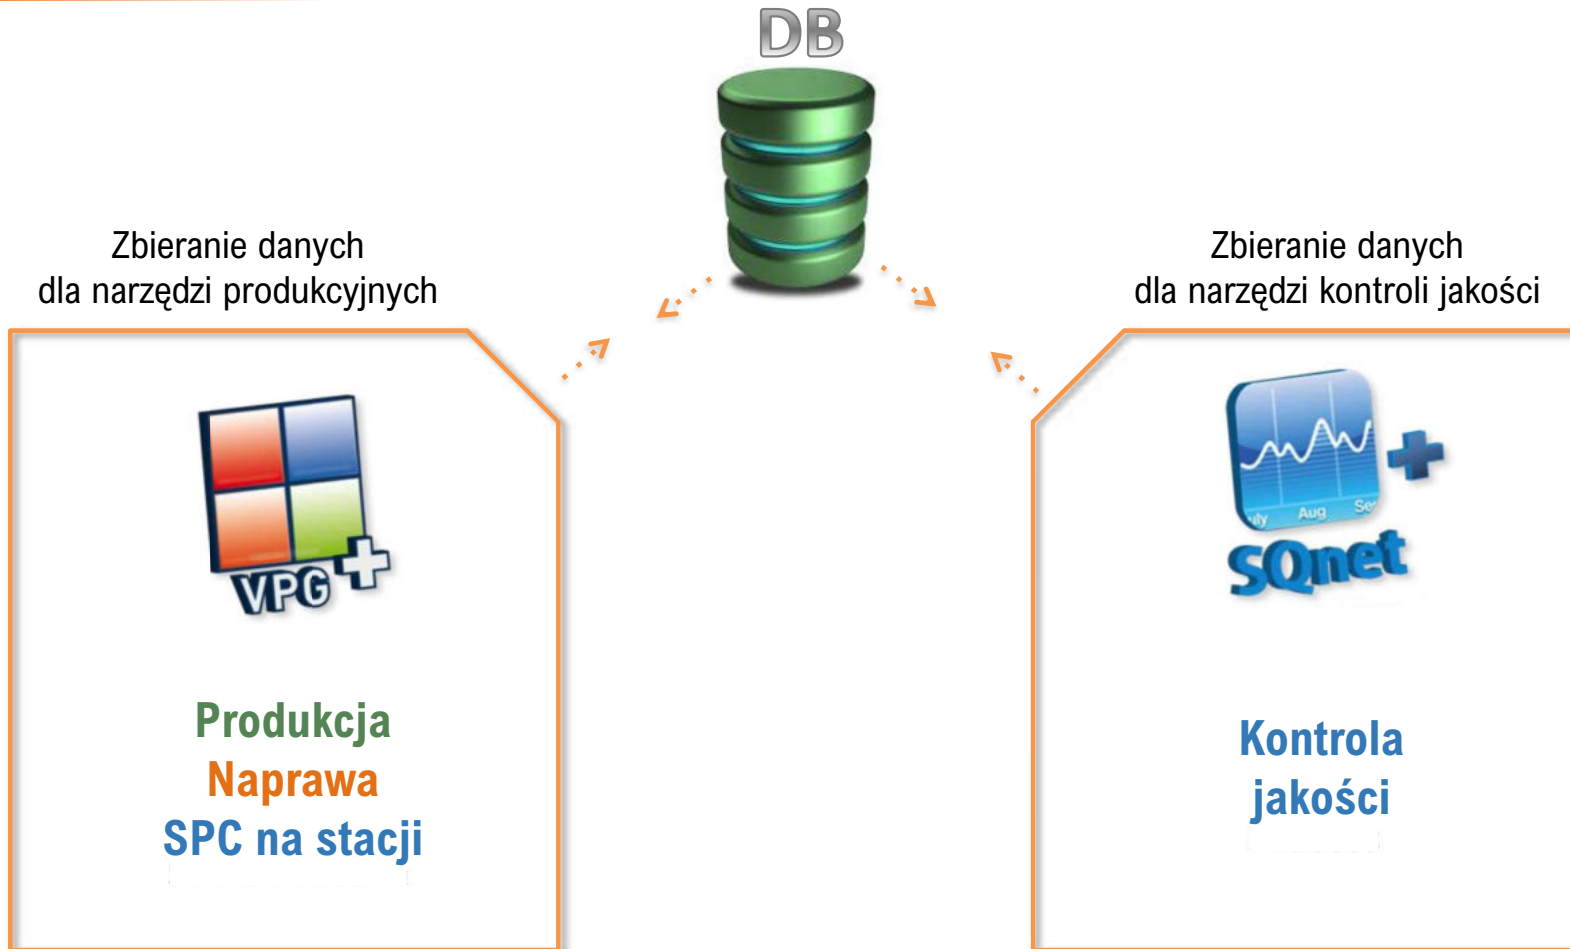 DB
Zbieranie danych
dla narzędzi produkcyjnych
Zbieranie danych
dla narzędzi kontroli jakości
VPG+
Produkcja
Naprawa
SPC na stacji
Aug
SQnet
Kontrola
jakości